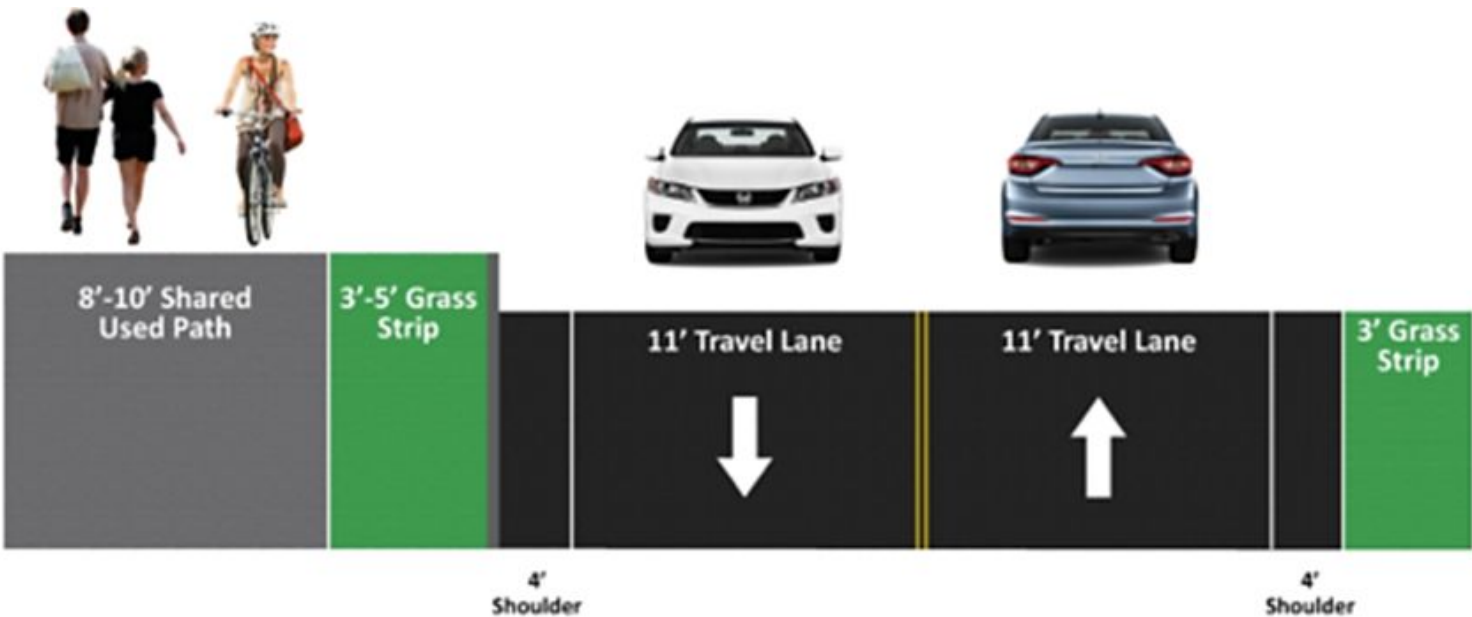 8’-10’ Shared
Used Path
3’-5’ Grass
Strip
11’ Travel Lane
11’ Travel Lane
3’ Grass
Strip
4’
Shoulder
4’
Shoulder